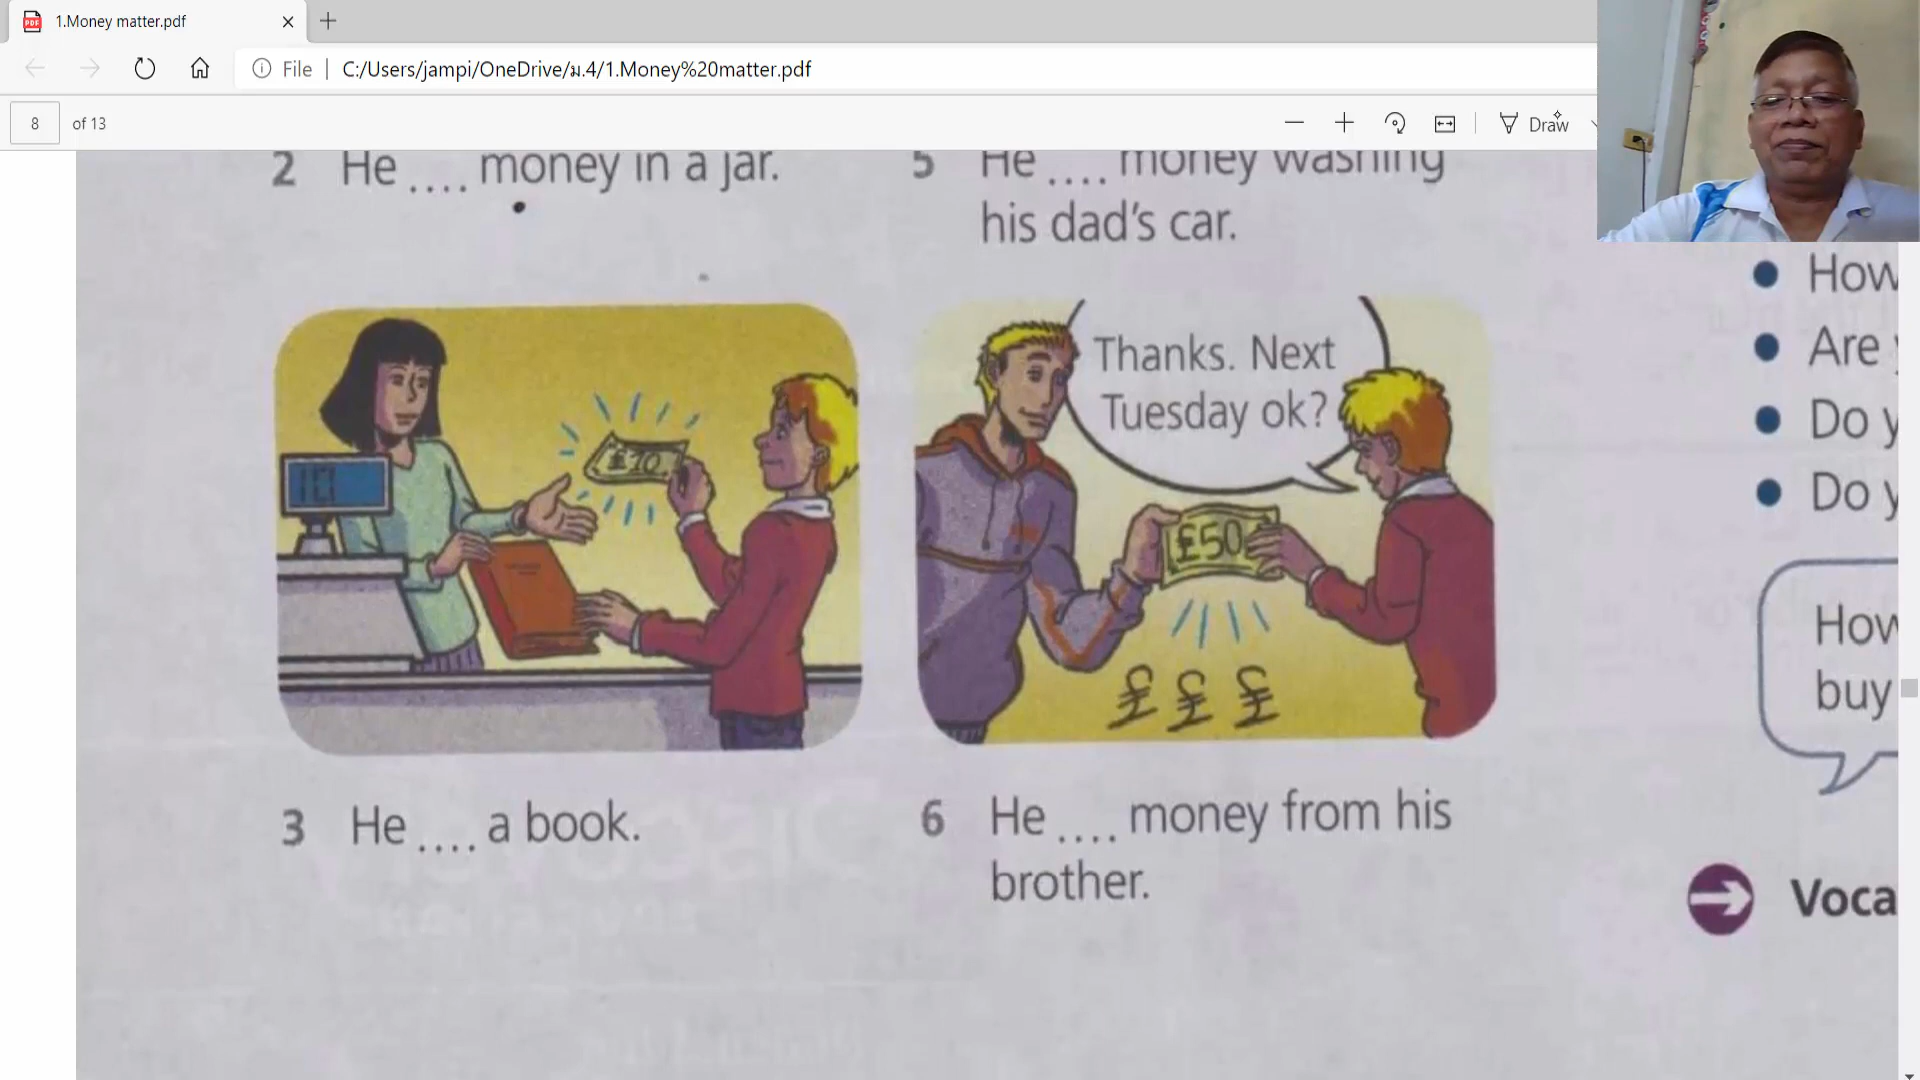 1.Money matter.pdf
File
C:/Users/jampi/OneDrive/ม.4/1.Money%20matter.pdf
8 of 13
Draw
2 He .... money in a jar.
5 He .... money washing
his dad's car.
£10
10
Thanks. Next
Tuesday ok?
£50
£ £ £
3 He .... a book.
6 He .... money from his
brother.
How
Are
Do y
Do y
How
buy
Voca